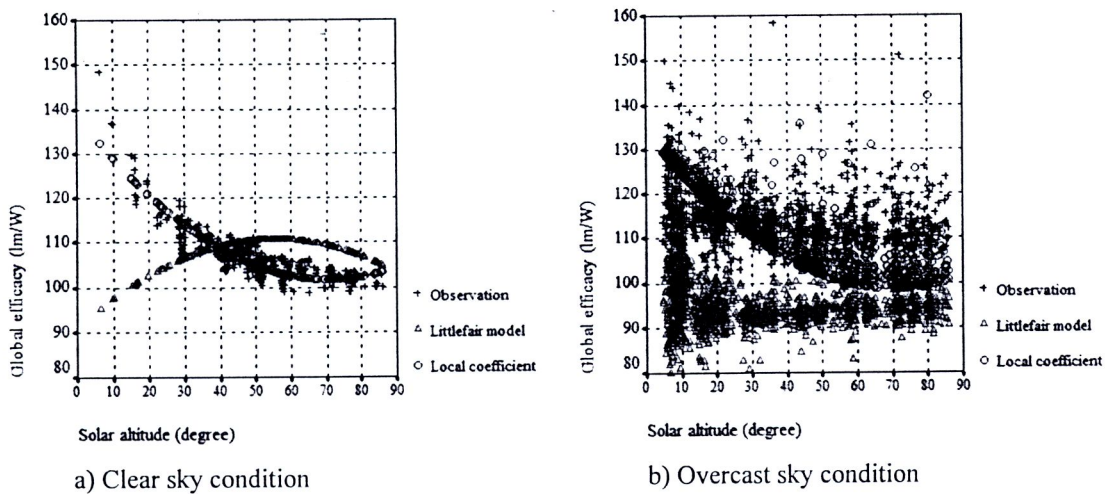 160
150
140
130
120
110
100
90
80
Global efficacy (lm/W)
0 10 20 30 40 50 60 70 80 90
Solar altitude (degree)
+ Observation
△ Littlefair model
○ Local coefficient
a) Clear sky condition
160
150
140
130
120
110
100
90
80
Global efficacy (lm/W)
0 10 20 30 40 50 60 70 80 90
Solar altitude (degree)
+ Observation
△ Littlefair model
○ Local coefficient
b) Overcast sky condition